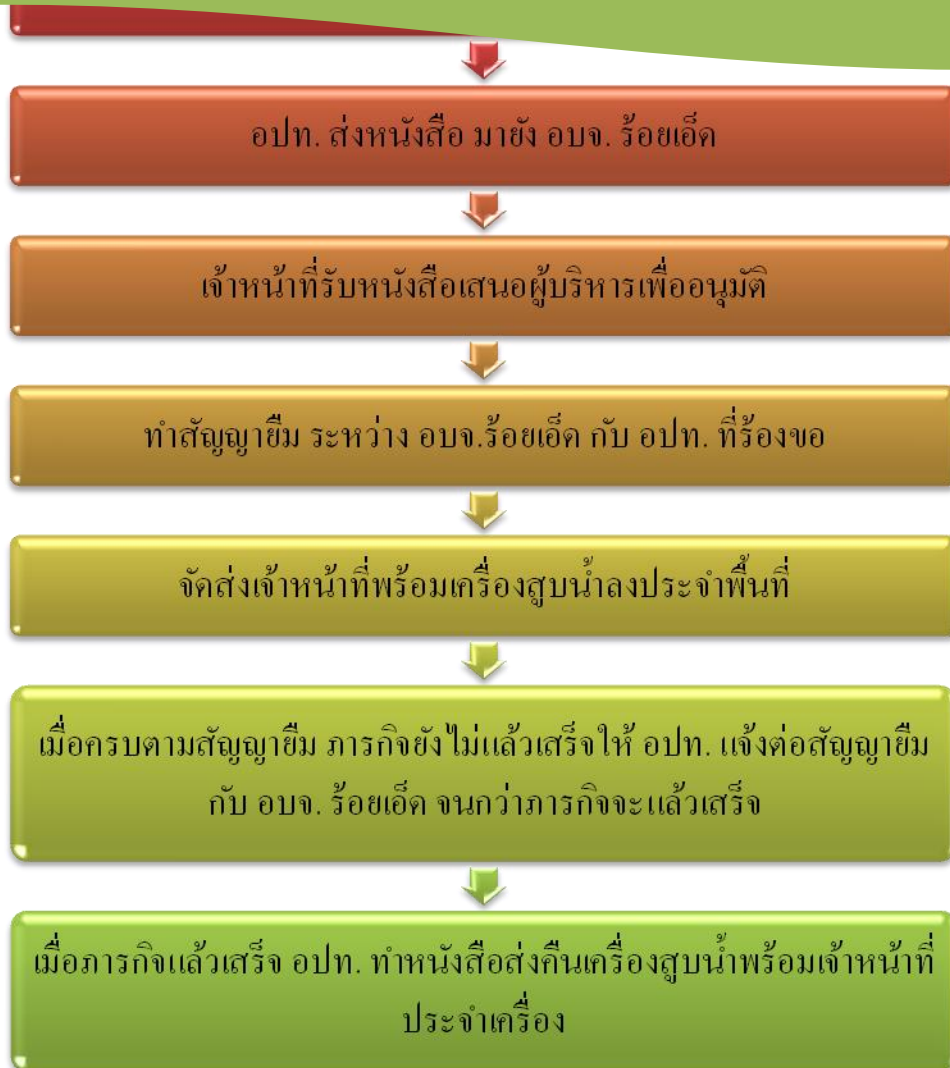 อปท. ส่งหนังสือ มายัง อบจ. ร้อยเอ็ด
เจ้าหน้าที่รับหนังสือเสนอผู้บริหารเพื่ออนุมัติ
ทำสัญญายืม ระหว่าง อบจ.ร้อยเอ็ด กับ อปท. ที่ร้องขอ
จัดส่งเจ้าหน้าที่พร้อมเครื่องสูบน้ำลงประจำพื้นที่
เมื่อครบตามสัญญายืม ภารกิจยังไม่แล้วเสร็จให้ อปท. แจ้งต่อสัญญายืม
กับ อบจ. ร้อยเอ็ด จนกว่าภารกิจจะแล้วเสร็จ
เมื่อภารกิจแล้วเสร็จ อปท. ทำหนังสือส่งคืนเครื่องสูบน้ำพร้อมเจ้าหน้าที่
ประจำเครื่อง